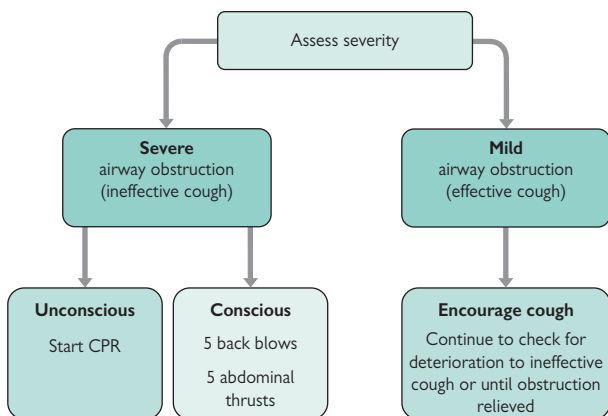 Assess severity
Severe
airway obstruction
(ineffective cough)
Mild
airway obstruction
(effective cough)
Unconscious
Start CPR
Conscious
5 back blows
5 abdominal
thrusts
Encourage cough
Continue to check for
deterioration to ineffective
cough or until obstruction
relieved